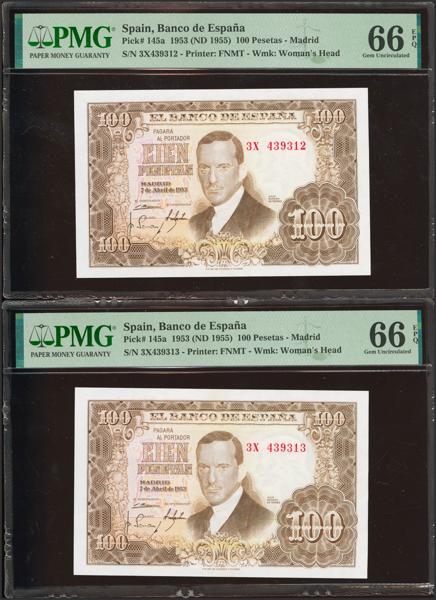 PMG
PAPER MONEY GUARANTY
Spain, Banco de España
Pick# 145a 1953 (ND 1955) 100 Pesetas - Madrid
S/N 3X439312 - Printer: FNMT - Wmk: Woman's Head
66 EPQ
Gem Uncirculated
100 EL BANCO DE ESPAÑA 100
PAGARÁ
AL PORTADOR
CIEN
PESETAS
MADRID
7 de Abril de 1953
3X 439312
100
100
PMG
PAPER MONEY GUARANTY
Spain, Banco de España
Pick# 145a 1953 (ND 1955) 100 Pesetas - Madrid
S/N 3X439313 - Printer: FNMT - Wmk: Woman's Head
66 EPQ
Gem Uncirculated
100 EL BANCO DE ESPAÑA 100
PAGARÁ
AL PORTADOR
CIEN
PESETAS
MADRID
7 de Abril de 1953
3X 439313
100
100